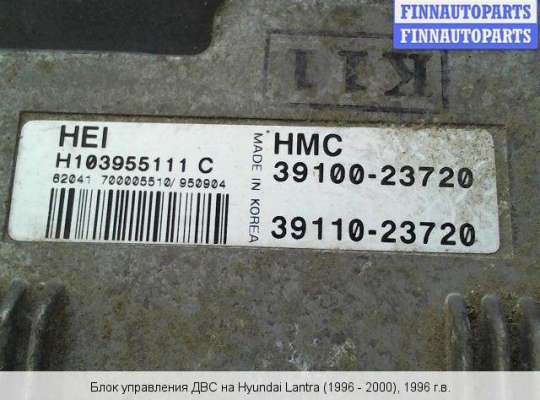 FINNAUTOPARTS
FINNAUTOPARTS
K11
HEI
H103955111 C
62041 700005510/950904
MADE IN KOREA
HMC
39100-23720
39110-23720
Блок управления ДВС на Hyundai Lantra (1996 - 2000), 1996 г.в.